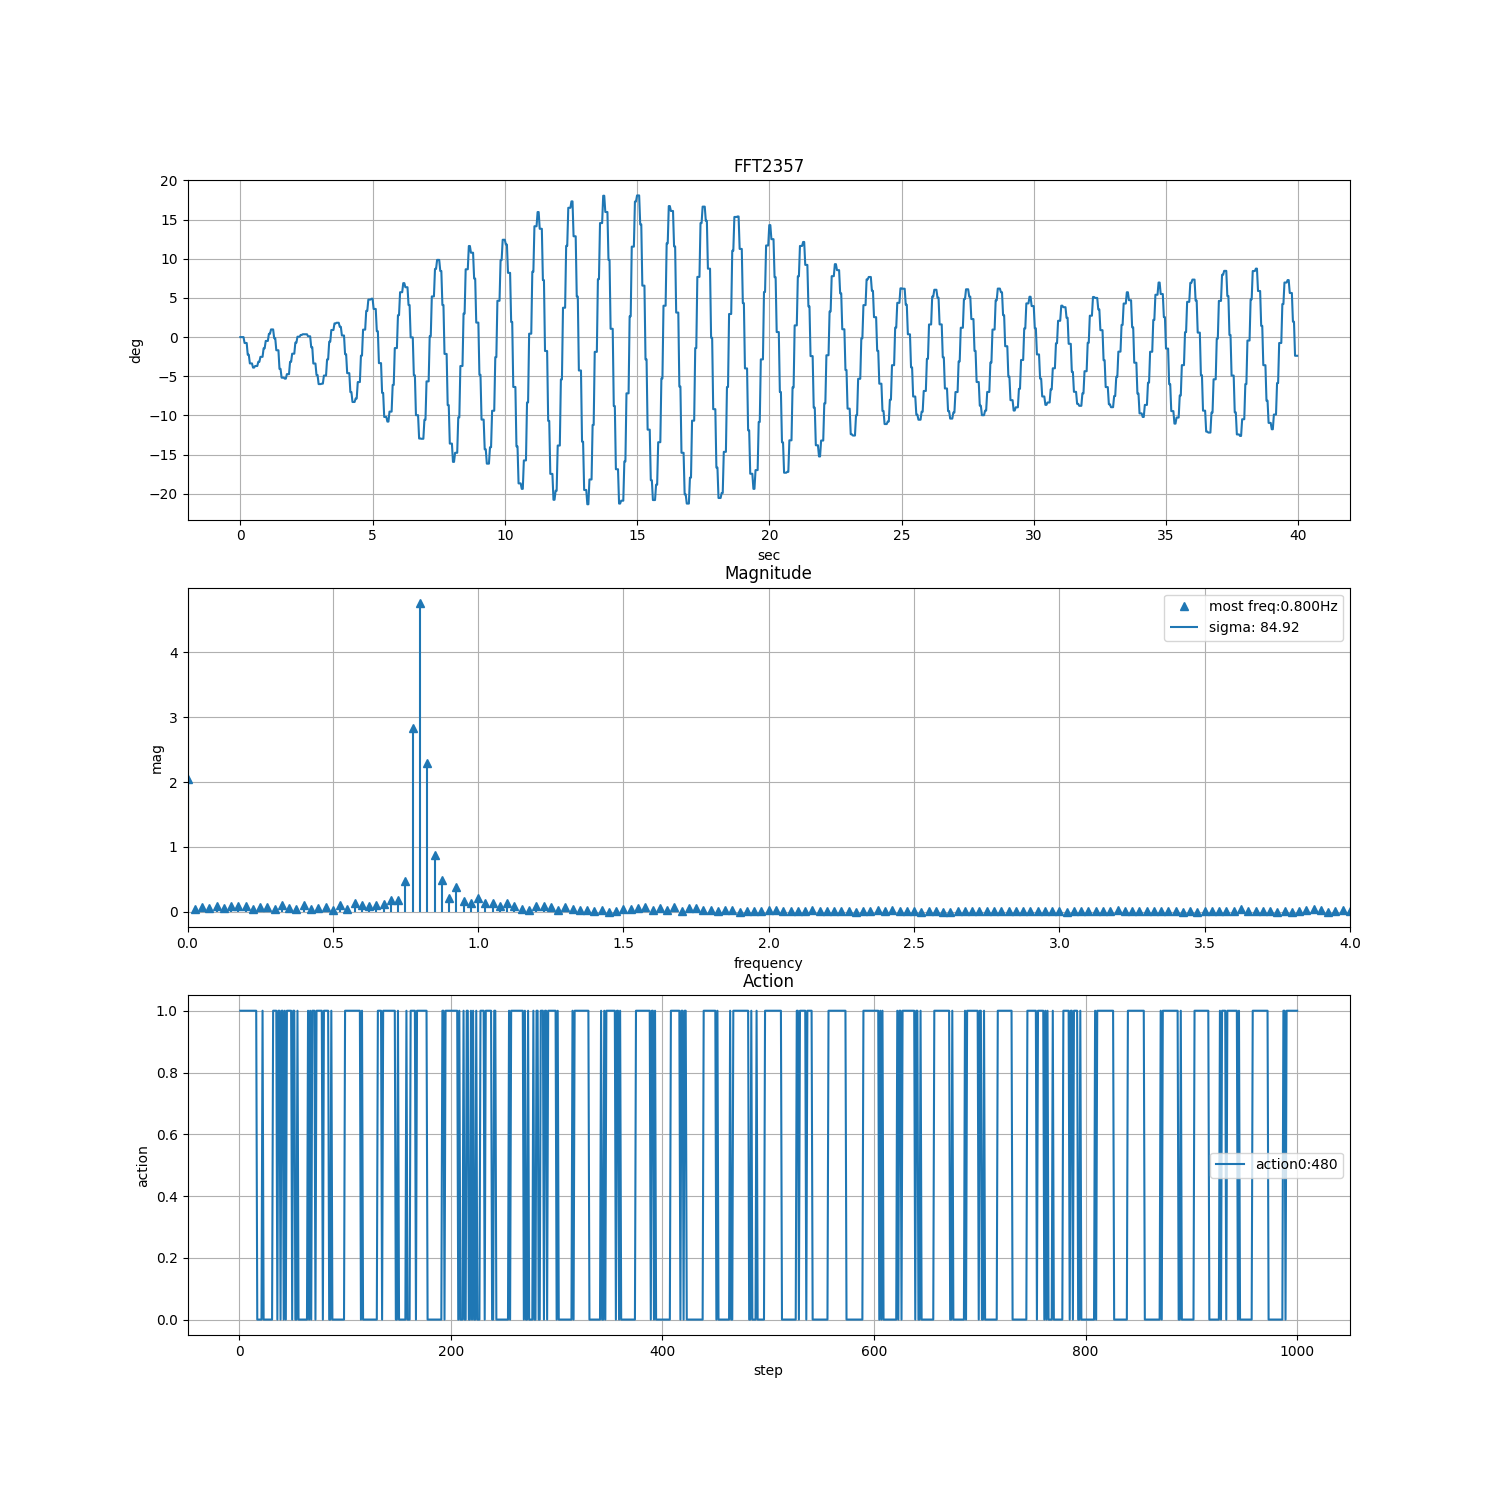 FFT2357
20
15
10
5
0
−5
−10
−15
−20
deg
0 5 10 15 20 25 30 35 40
sec
Magnitude
most freq:0.800Hz
sigma: 84.92
4
3
2
1
0
mag
0.0 0.5 1.0 1.5 2.0 2.5 3.0 3.5 4.0
frequency
Action
1.0
0.8
0.6
0.4
0.2
0.0
action
action0:480
0 200 400 600 800 1000
step